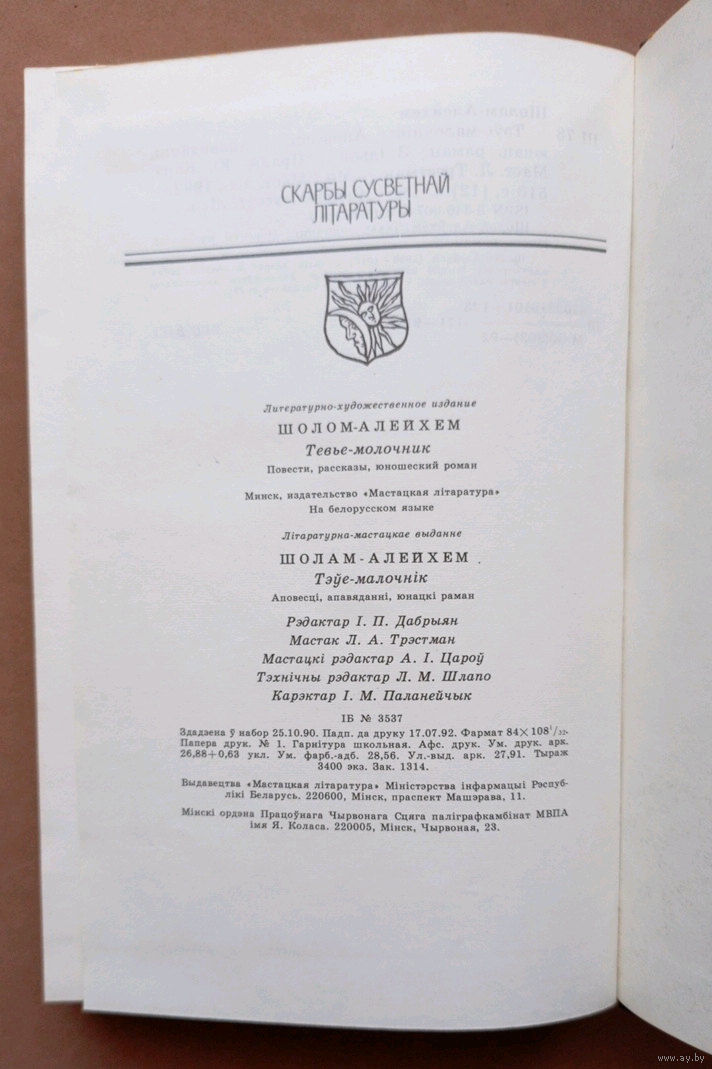 СКАРБЫ СУСВЕТНАЙ
ЛІТАРАТУРЫ
Литературно-художественное издание
ШОЛОМ-АЛЕЙХЕМ
Тевье-молочник
Повести, рассказы, юношеский роман
Минск, издательство «Мастацкая літаратура»
На белорусском языке
Літаратурна-мастацкае выданне
ШОЛАМ-АЛЕЙХЕМ
Тэўе-малочнік
Аповесці, апавяданні, юнацкі раман
Рэдактар І. П. Дабрыян
Мастак Л. А. Трэстман
Мастацкі рэдактар А. І. Цароў
Тэхнічны рэдактар Л. М. Шлапо
Карэктар І. М. Паланейчык
ІБ № 3537
Здадзена ў набор 25.10.90. Падп. да друку 17.07.92. Фармат 84×108¹/₃₂.
Папера друк. № 1. Гарнітура школьная. Афс. друк. Ум. друк. арк.
26,88+0,63 укл. Ум. фарб.-адб. 28,56. Ул.-выд. арк. 27,91. Тыраж
3400 экз. Зак. 1314.
Выдавецтва «Мастацкая літаратура» Міністэрства інфармацыі Рэспуб-
лікі Беларусь. 220600, Мінск, праспект Машэрава, 11.
Мінскі ордэна Працоўнага Чырвонага Сцяга паліграфкамбінат МВПА
імя Я. Коласа. 220005, Мінск, Чырвоная, 23.
www.ay.by